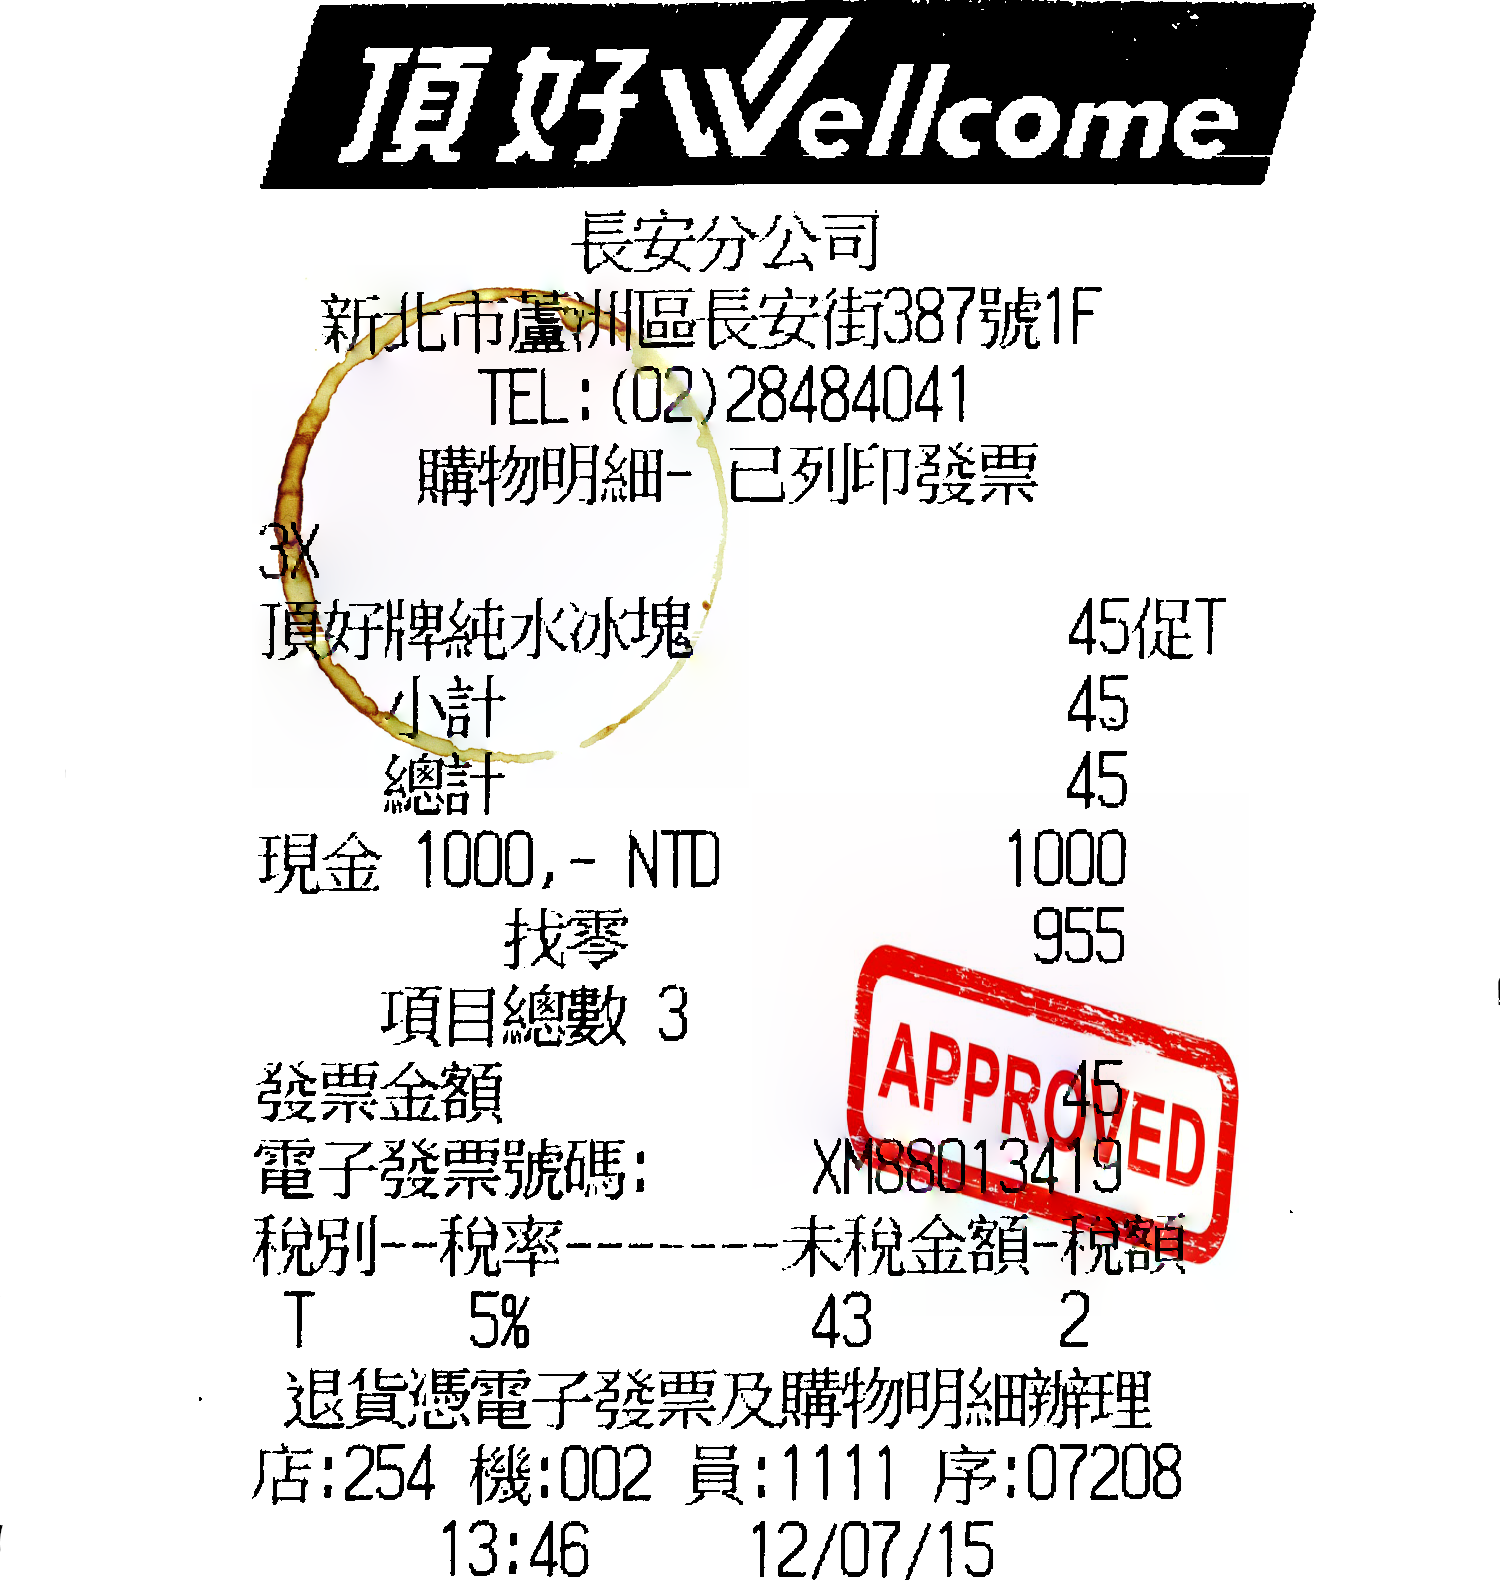 頂好Wellcome
長安分公司
新北市蘆洲區長安街387號1F
TEL:(02)28484041
購物明細- 已列印發票
3X
頂好牌純水冰塊 45促T
小計 45
總計 45
現金 1000,- NTD 1000
找零 955
項目總數 3
發票金額 45
APPROVED
電子發票號碼: XM88013419
稅別--稅率-------未稅金額-稅額
T 5% 43 2
退貨憑電子發票及購物明細辦理
店:254 機:002 員:1111 序:07208
13:46 12/07/15